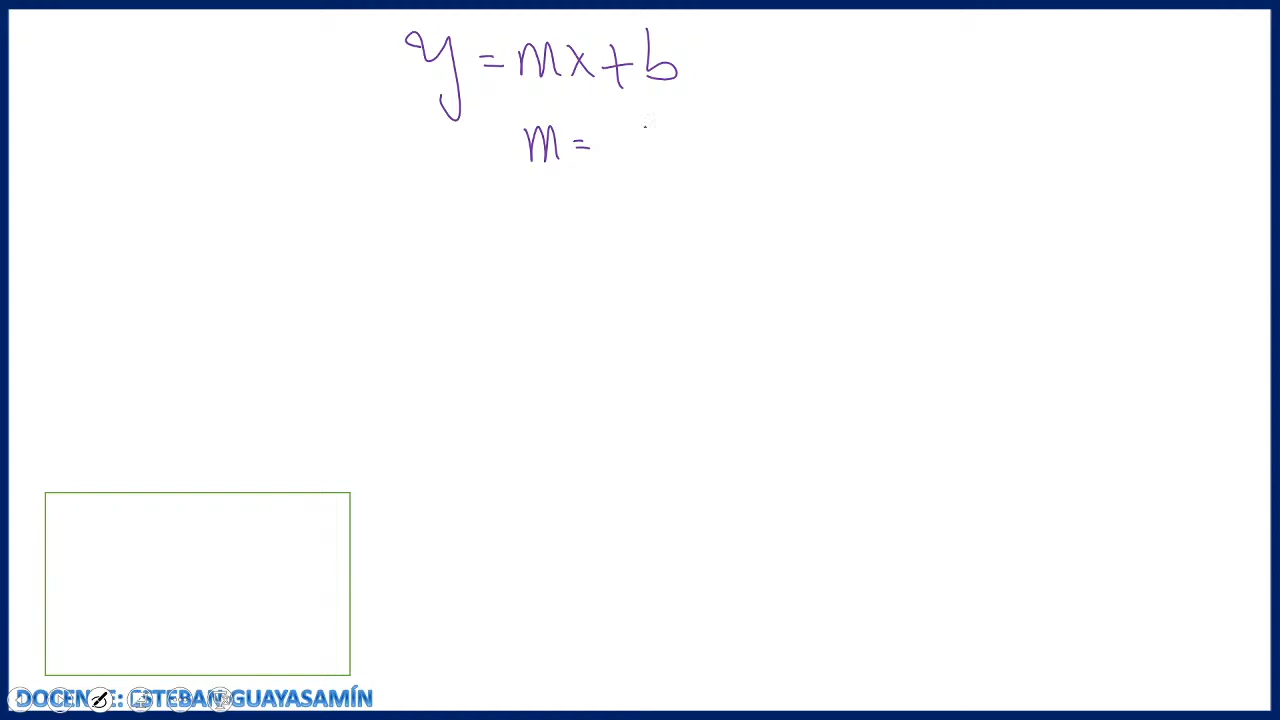 y = mx + b
m =
DOCENTE: ESTEBAN GUAYASAMÍN